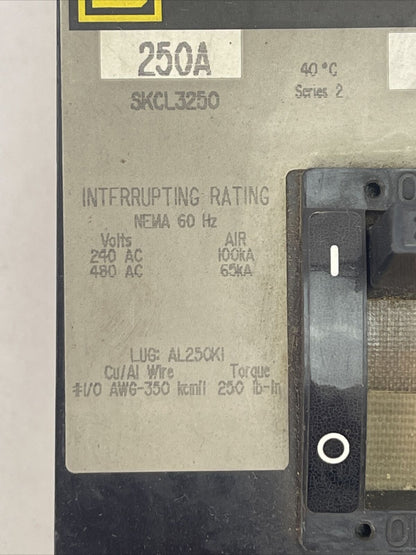 250A
40°C
Series 2
SKCL3250
INTERRUPTING RATING
NEMA 60 Hz
Volts AIR
240 AC 100kA
480 AC 65kA
LUG: AL250KI
Cu/Al Wire Torque
#1/0 AWG-350 kcmil 250 lb-in
I
O